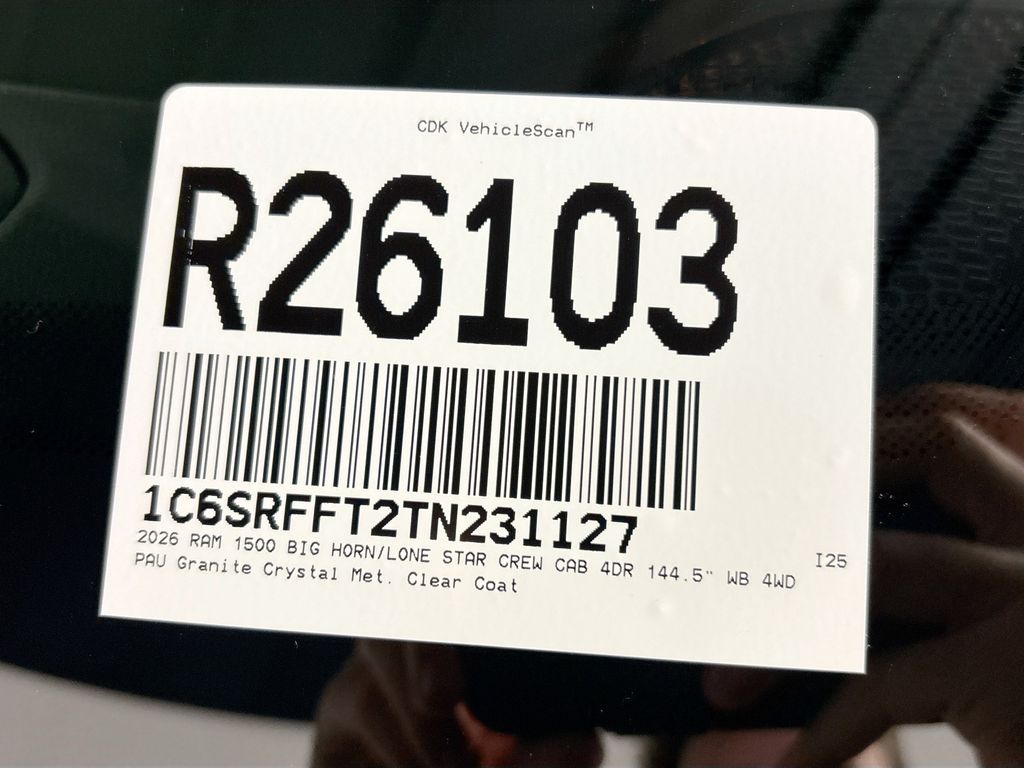 CDK VehicleScan™
R26103
1C6SRFFT2TN231127
2026 RAM 1500 BIG HORN/LONE STAR CREW CAB 4DR 144.5" WB 4WD I25
PAU Granite Crystal Met. Clear Coat